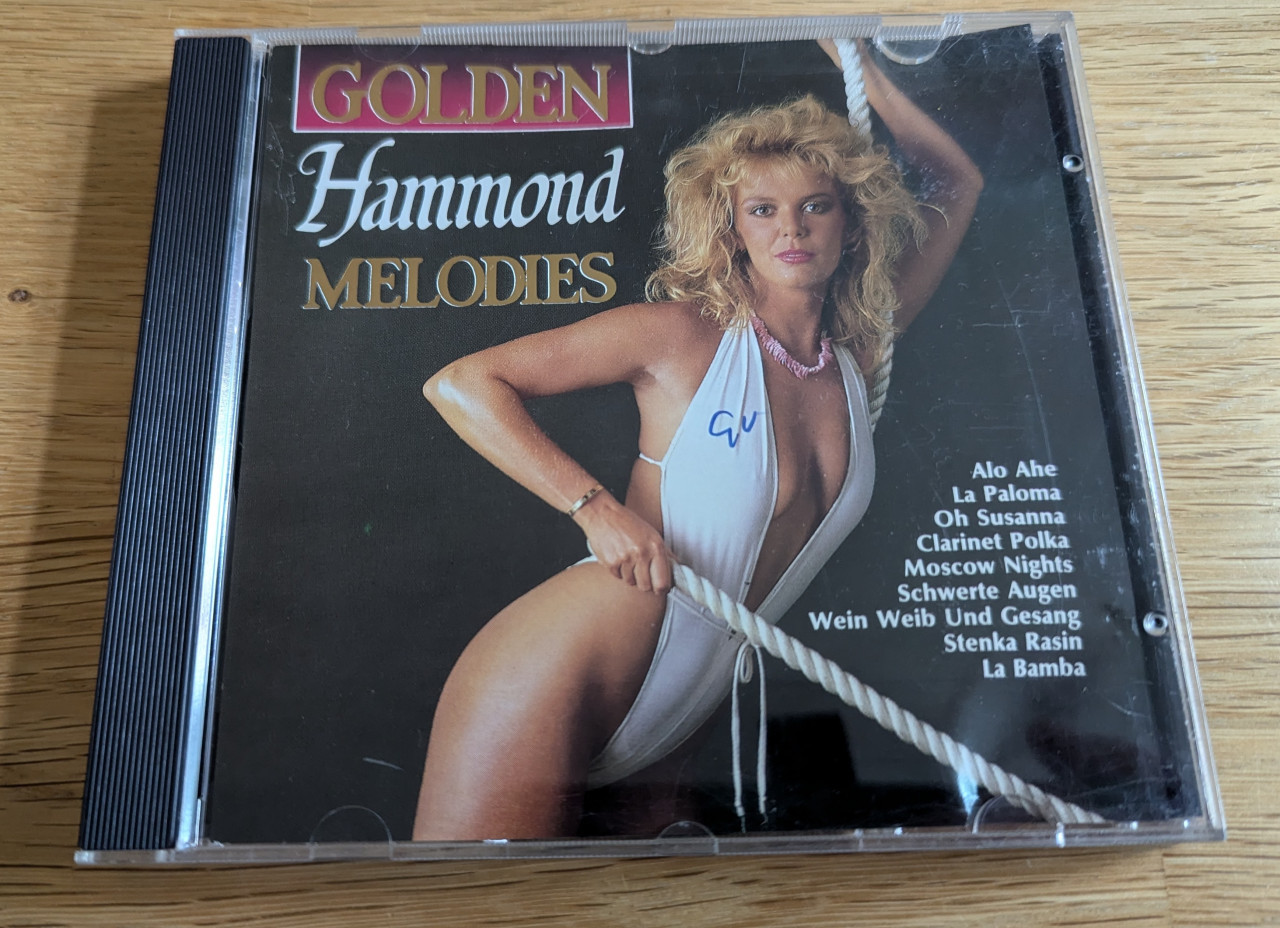 GOLDEN
Hammond
MELODIES
Alo Ahe
La Paloma
Oh Susanna
Clarinet Polka
Moscow Nights
Schwerte Augen
Wein Weib Und Gesang
Stenka Rasin
La Bamba